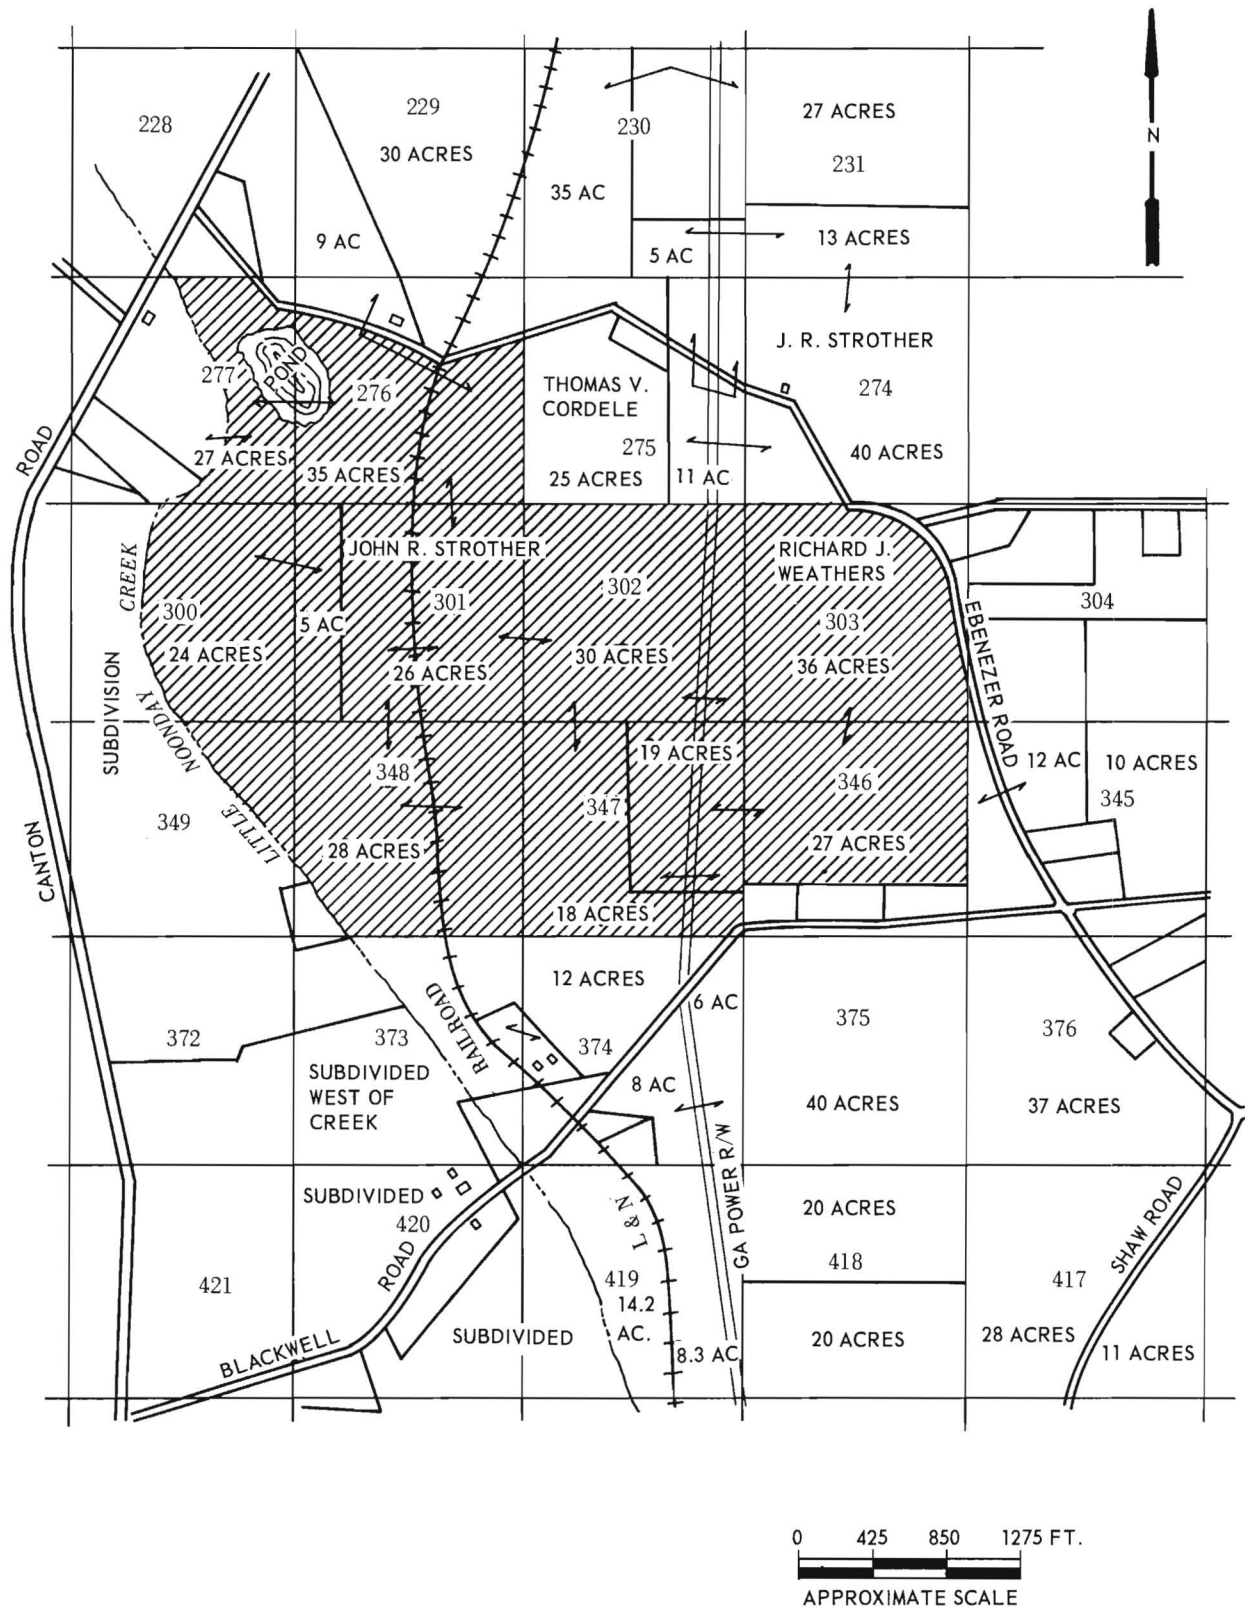 228
229
30 ACRES
230
27 ACRES
231
N
35 AC
9 AC
5 AC
13 ACRES
277
POND
276
THOMAS V.
CORDELE
275
J. R. STROTHER
274
27 ACRES
35 ACRES
25 ACRES
11 AC
40 ACRES
ROAD
CREEK
JOHN R. STROTHER
RICHARD J.
WEATHERS
300
301
302
303
304
5 AC
24 ACRES
26 ACRES
30 ACRES
36 ACRES
EBENEZER ROAD
SUBDIVISION
NOONDAY
LITTLE
349
348
347
19 ACRES
346
12 AC
10 ACRES
345
28 ACRES
27 ACRES
CANTON
18 ACRES
12 ACRES
6 AC
372
373
RAILROAD
374
375
376
SUBDIVIDED
WEST OF
CREEK
8 AC
40 ACRES
37 ACRES
GA POWER R/W
SUBDIVIDED
420
L & N
20 ACRES
SHAW ROAD
421
ROAD
419
14.2
AC.
418
417
BLACKWELL
SUBDIVIDED
8.3 AC
20 ACRES
28 ACRES
11 ACRES
0 425 850 1275 FT.
APPROXIMATE SCALE